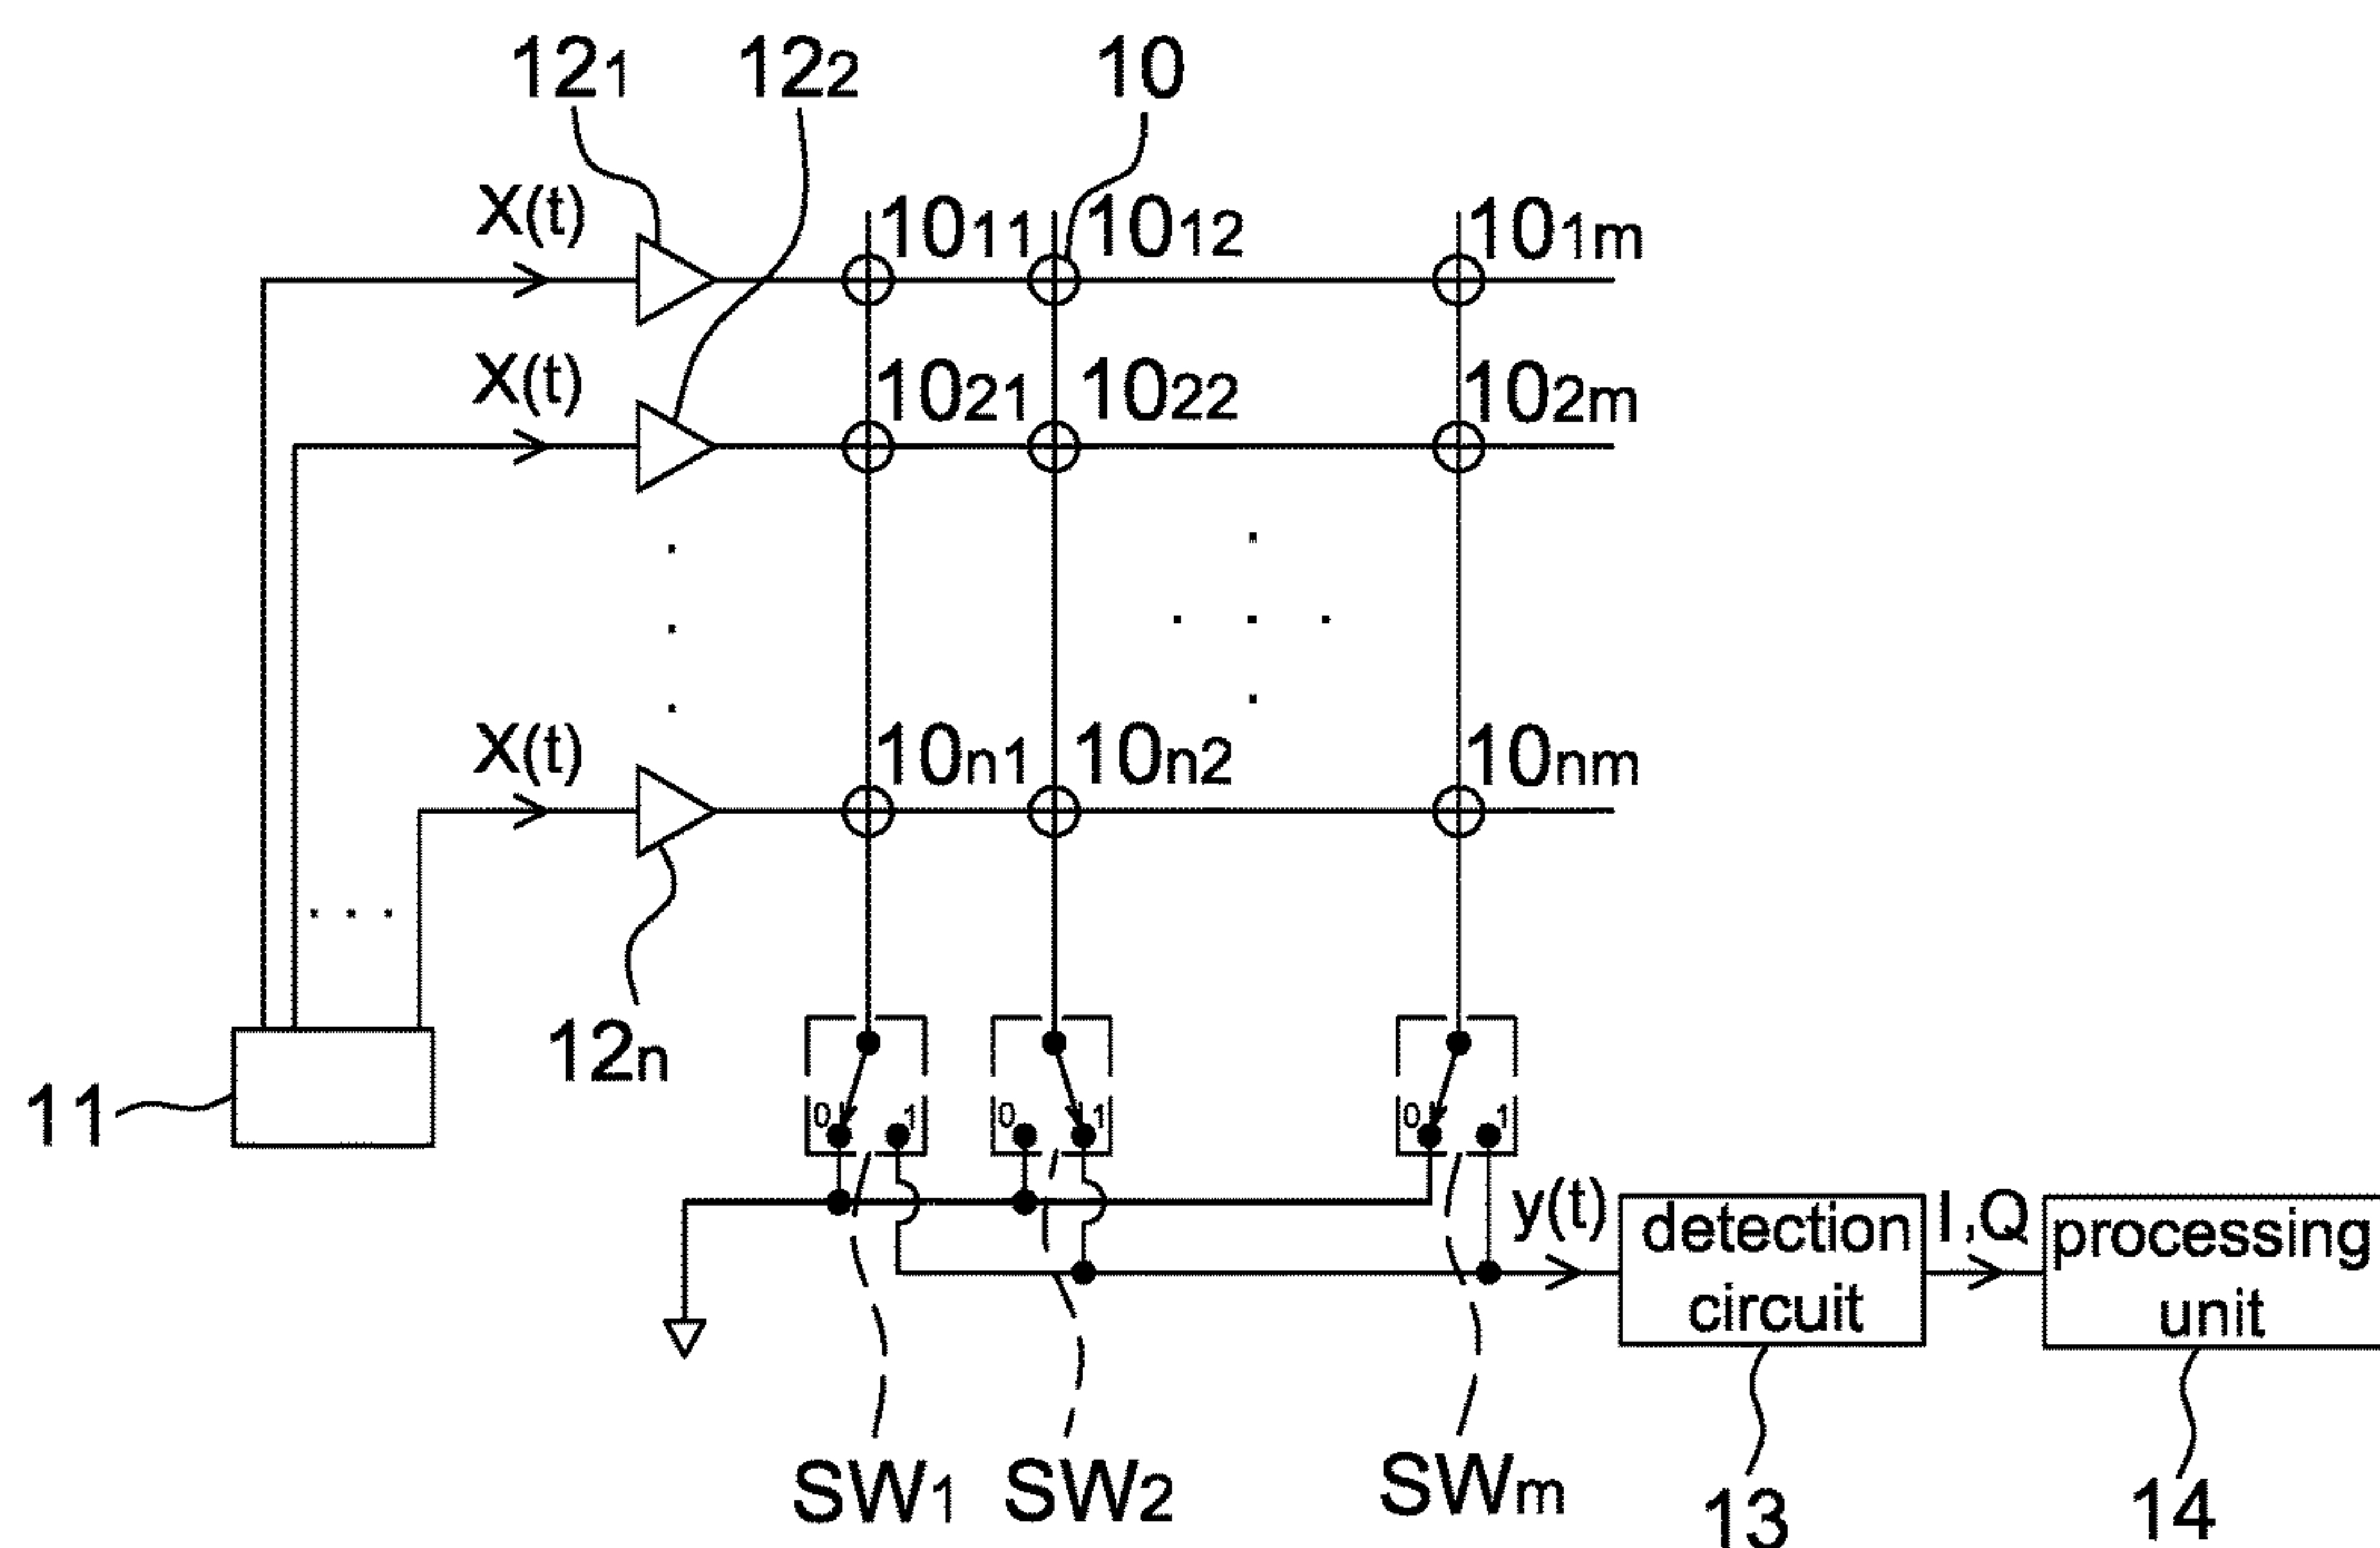 12₁ 12₂ 10
X(t) 10₁₁ 10₁₂ 10₁ₘ
X(t) 10₂₁ 10₂₂ 10₂ₘ
X(t) 10ₙ₁ 10ₙ₂ 10ₙₘ
12ₙ
11
0 1 0 1 0 1
y(t) detection circuit I,Q processing unit
SW₁ SW₂ SWₘ 13 14